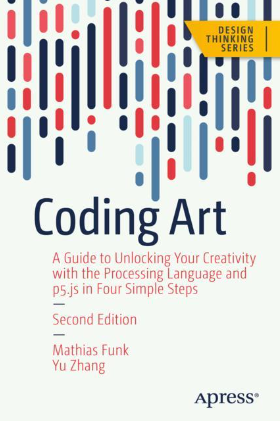 DESIGN
THINKING
SERIES
Coding Art
A Guide to Unlocking Your Creativity
with the Processing Language and
p5.js in Four Simple Steps
Second Edition
Mathias Funk
Yu Zhang
Apress®